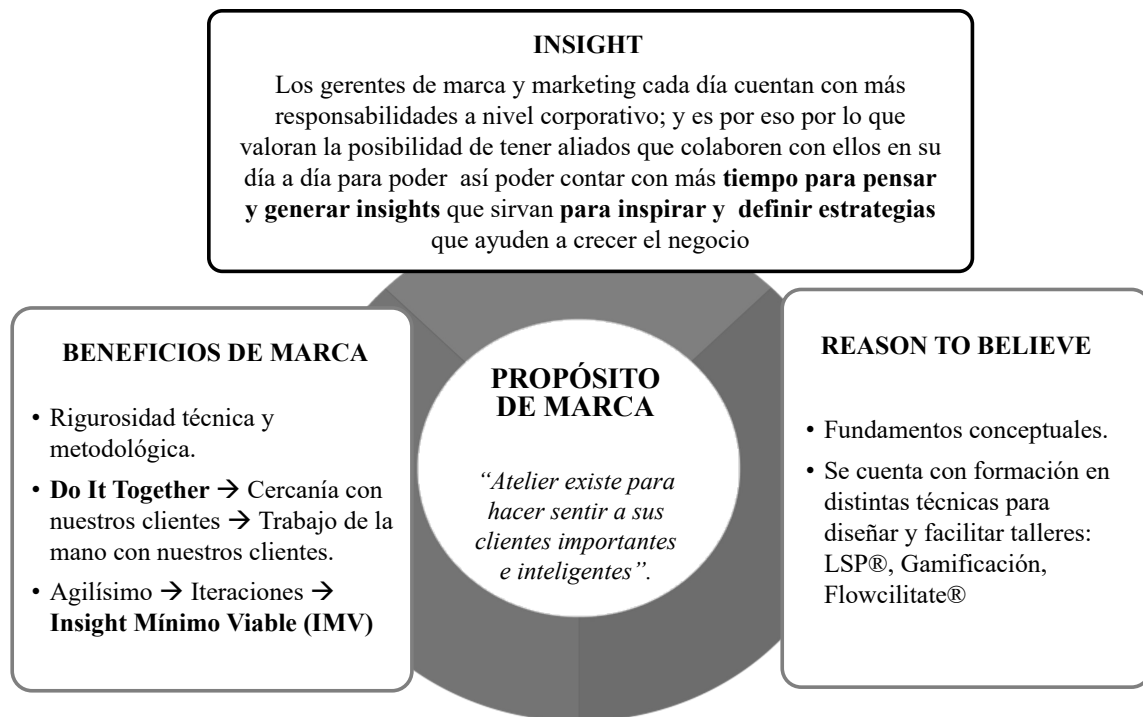 INSIGHT
Los gerentes de marca y marketing cada día cuentan con más
responsabilidades a nivel corporativo; y es por eso por lo que
valoran la posibilidad de tener aliados que colaboren con ellos en su
día a día para poder  así poder contar con más tiempo para pensar
y generar insights que sirvan para inspirar y  definir estrategias
que ayuden a crecer el negocio
BENEFICIOS DE MARCA
• Rigurosidad técnica y
metodológica.
• Do It Together → Cercanía con
nuestros clientes → Trabajo de la
mano con nuestros clientes.
• Agilísimo → Iteraciones →
Insight Mínimo Viable (IMV)
PROPÓSITO
DE MARCA
“Atelier existe para
hacer sentir a sus
clientes importantes
e inteligentes”.
REASON TO BELIEVE
• Fundamentos conceptuales.
• Se cuenta con formación en
distintas técnicas para
diseñar y facilitar talleres:
LSP®, Gamificación,
Flowcilitate®